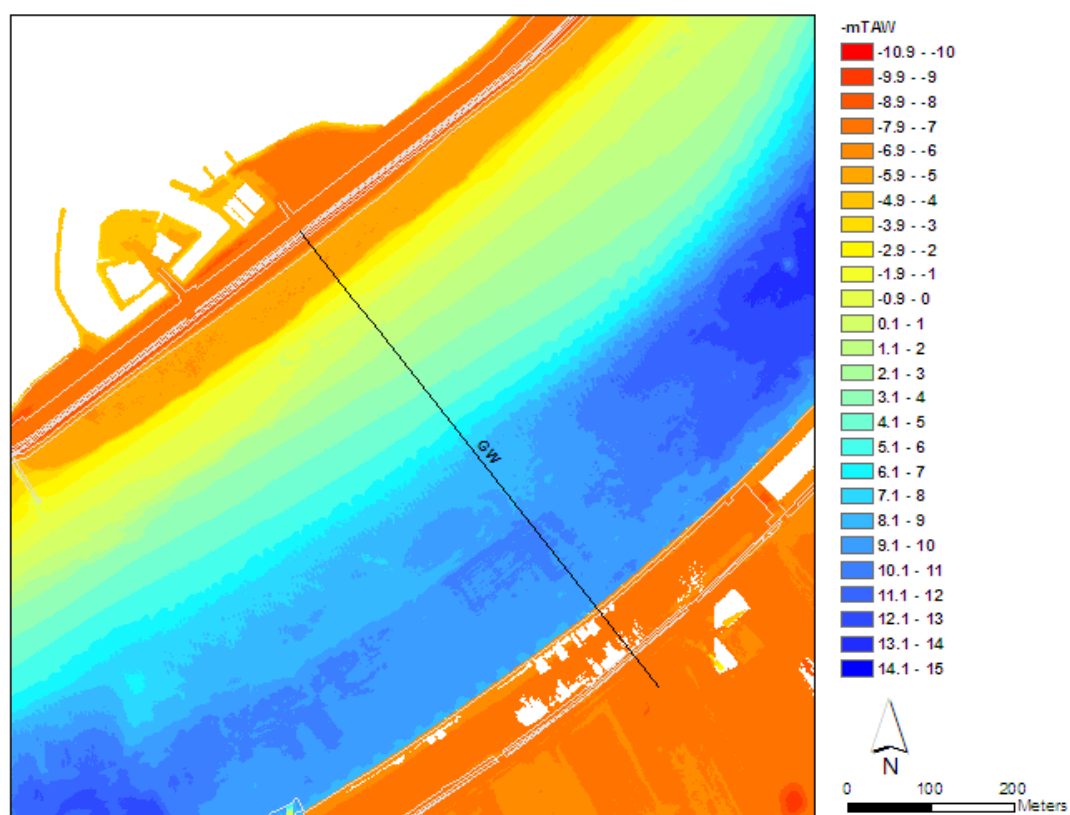 -mTAW
-10.9 - -10
-9.9 - -9
-8.9 - -8
-7.9 - -7
-6.9 - -6
-5.9 - -5
-4.9 - -4
-3.9 - -3
-2.9 - -2
-1.9 - -1
-0.9 - 0
0.1 - 1
1.1 - 2
2.1 - 3
3.1 - 4
4.1 - 5
5.1 - 6
6.1 - 7
7.1 - 8
8.1 - 9
9.1 - 10
10.1 - 11
11.1 - 12
12.1 - 13
13.1 - 14
14.1 - 15
GW
N
0 100 200
Meters